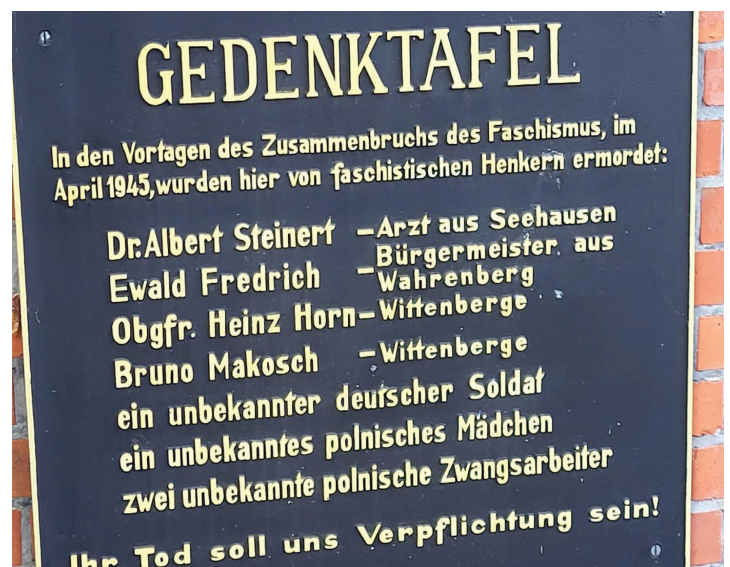 GEDENKTAFEL
In den Vortagen des Zusammenbruchs des Faschismus, im
April 1945, wurden hier von faschistischen Henkern ermordet:
Dr. Albert Steinert – Arzt aus Seehausen
Ewald Fredrich – Bürgermeister aus Wahrenberg
Obgfr. Heinz Horn – Wittenberge
Bruno Makosch – Wittenberge
ein unbekannter deutscher Soldat
ein unbekanntes polnisches Mädchen
zwei unbekannte polnische Zwangsarbeiter
Ihr Tod soll uns Verpflichtung sein!